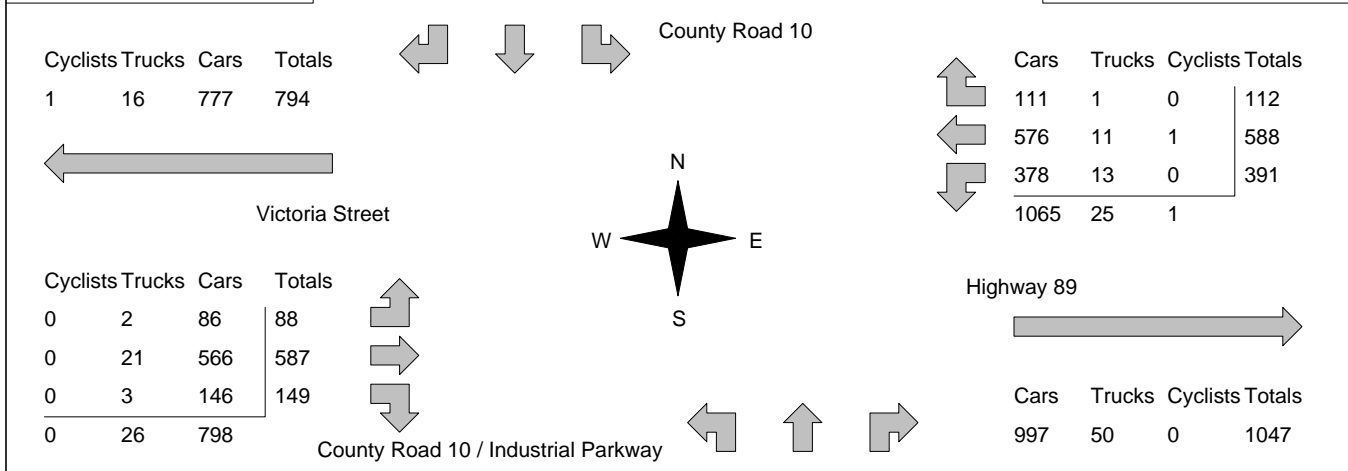 County Road 10
Cyclists Trucks Cars Totals
1 16 777 794
Cars Trucks Cyclists Totals
111 1 0 112
576 11 1 588
378 13 0 391
1065 25 1
Victoria Street
N
W E
S
Cyclists Trucks Cars Totals
0 2 86 88
0 21 566 587
0 3 146 149
0 26 798
Highway 89
Cars Trucks Cyclists Totals
997 50 0 1047
County Road 10 / Industrial Parkway